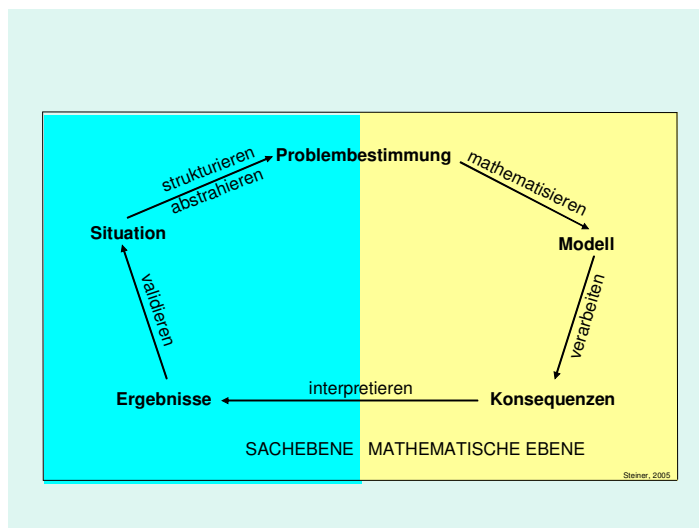 Problembestimmung
strukturieren
abstrahieren
mathematisieren
Situation
Modell
validieren
verarbeiten
Ergebnisse
interpretieren
Konsequenzen
SACHEBENE
MATHEMATISCHE EBENE
Steiner, 2005